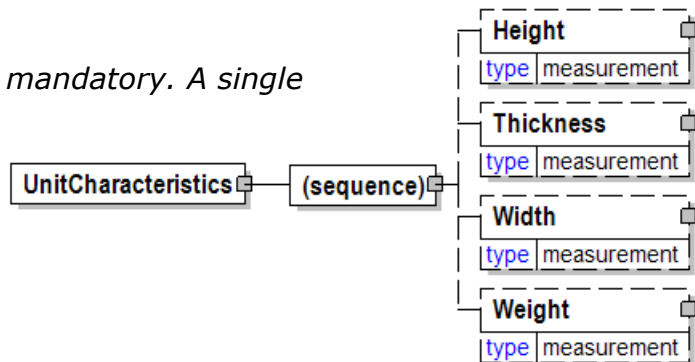 Height
type measurement
mandatory. A single
Thickness
type measurement
UnitCharacteristics (sequence)
Width
type measurement
Weight
type measurement